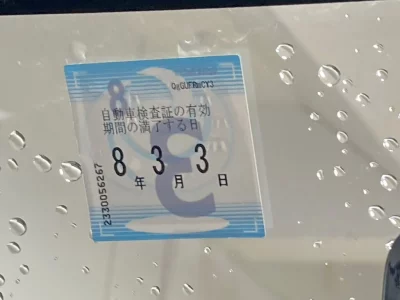 自動車検査証の有効
期間の満了する日
8年3月3日
2330056267